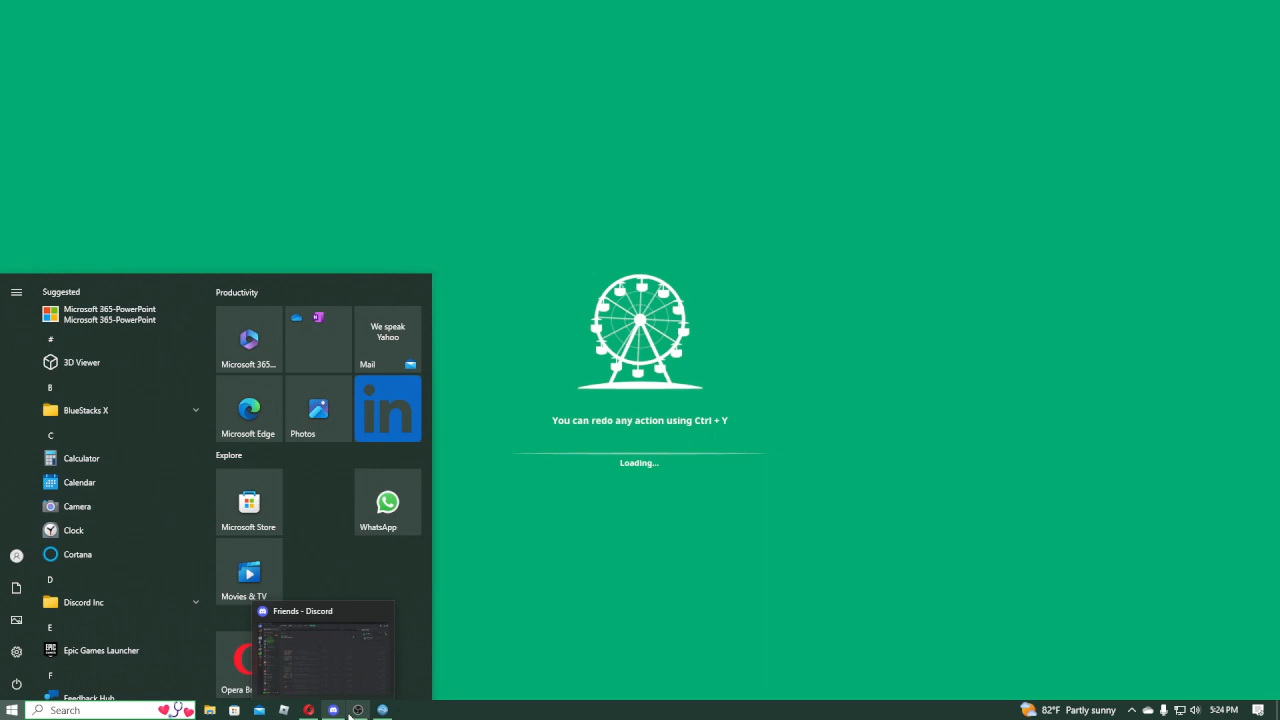 Suggested
Microsoft 365-PowerPoint
Microsoft 365-PowerPoint
#
3D Viewer
B
BlueStacks X
C
Calculator
Calendar
Camera
Clock
Cortana
D
Discord Inc
E
Epic Games Launcher
F
Feedback Hub
Productivity
Microsoft 365...
We speak
Yahoo
Mail
Microsoft Edge
Photos
in
Explore
Microsoft Store
WhatsApp
Movies & TV
Opera
Friends - Discord
You can redo any action using Ctrl + Y
Loading...
Search
82°F Partly sunny
5:24 PM